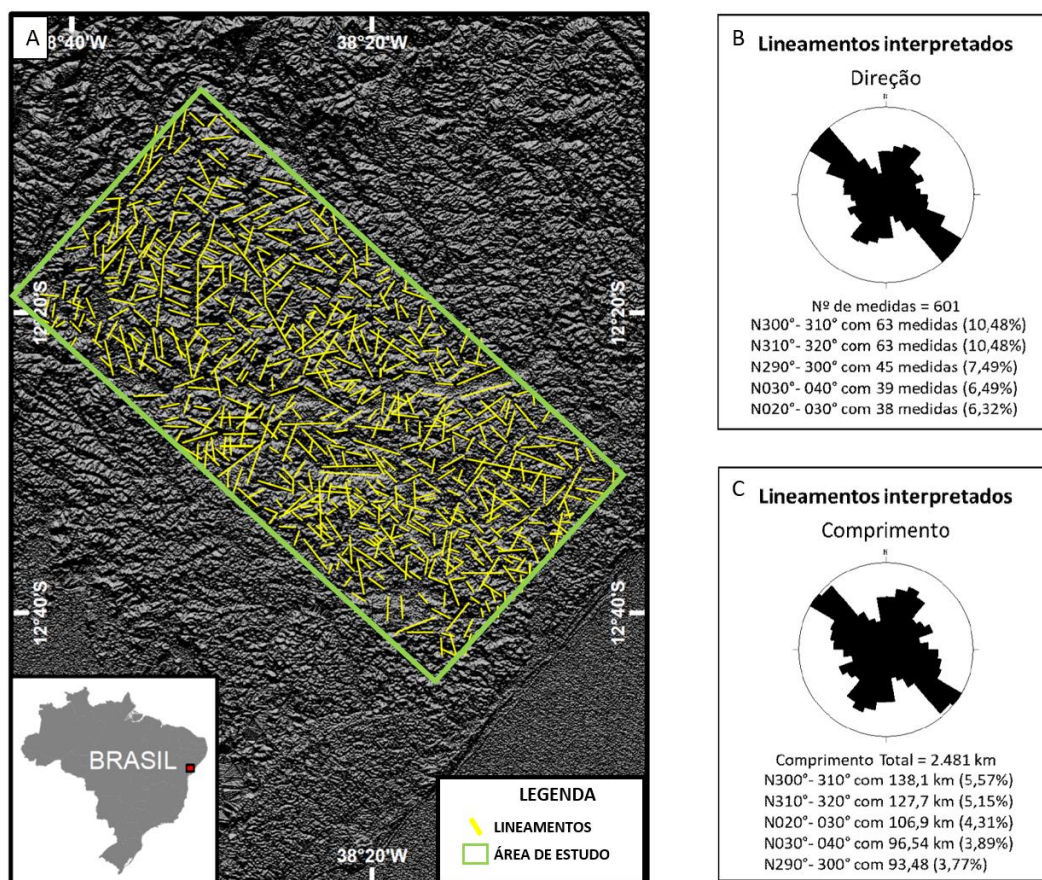 A
38°40'W
38°20'W
12°20'S
12°20'S
12°40'S
12°40'S
38°20'W
BRASIL
LEGENDA
LINEAMENTOS
ÁREA DE ESTUDO
B
Lineamentos interpretados
Direção
N
Nº de medidas = 601
N300°- 310° com 63 medidas (10,48%)
N310°- 320° com 63 medidas (10,48%)
N290°- 300° com 45 medidas (7,49%)
N030°- 040° com 39 medidas (6,49%)
N020°- 030° com 38 medidas (6,32%)
C
Lineamentos interpretados
Comprimento
N
Comprimento Total = 2.481 km
N300°- 310° com 138,1 km (5,57%)
N310°- 320° com 127,7 km (5,15%)
N020°- 030° com 106,9 km (4,31%)
N030°- 040° com 96,54 km (3,89%)
N290°- 300° com 93,48 (3,77%)